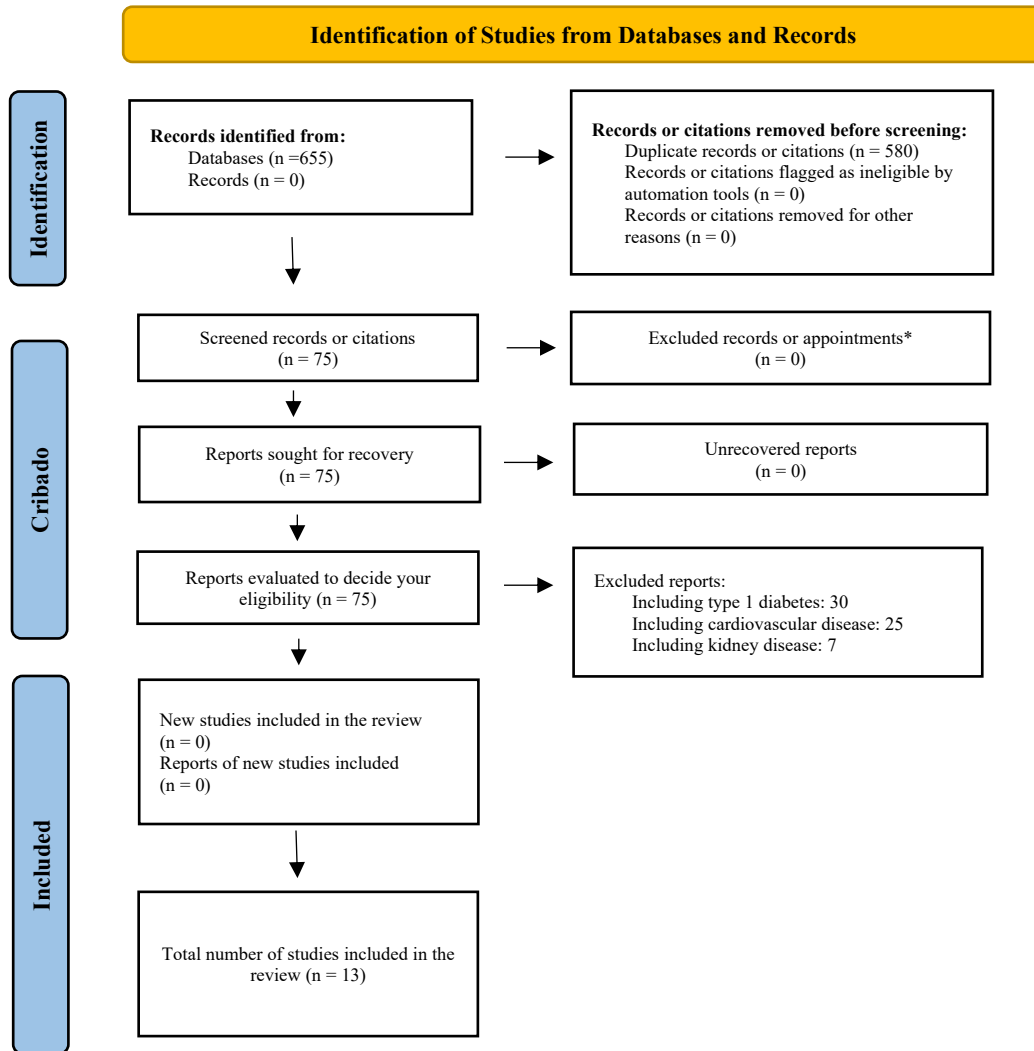 Identification of Studies from Databases and Records
Identification
Records identified from:
Databases (n =655)
Records (n = 0)
Records or citations removed before screening:
Duplicate records or citations (n = 580)
Records or citations flagged as ineligible by
automation tools (n = 0)
Records or citations removed for other
reasons (n = 0)
Cribado
Screened records or citations
(n = 75)
Excluded records or appointments*
(n = 0)
Reports sought for recovery
(n = 75)
Unrecovered reports
(n = 0)
Reports evaluated to decide your
eligibility (n = 75)
Excluded reports:
Including type 1 diabetes: 30
Including cardiovascular disease: 25
Including kidney disease: 7
Included
New studies included in the review
(n = 0)
Reports of new studies included
(n = 0)
Total number of studies included in the
review (n = 13)